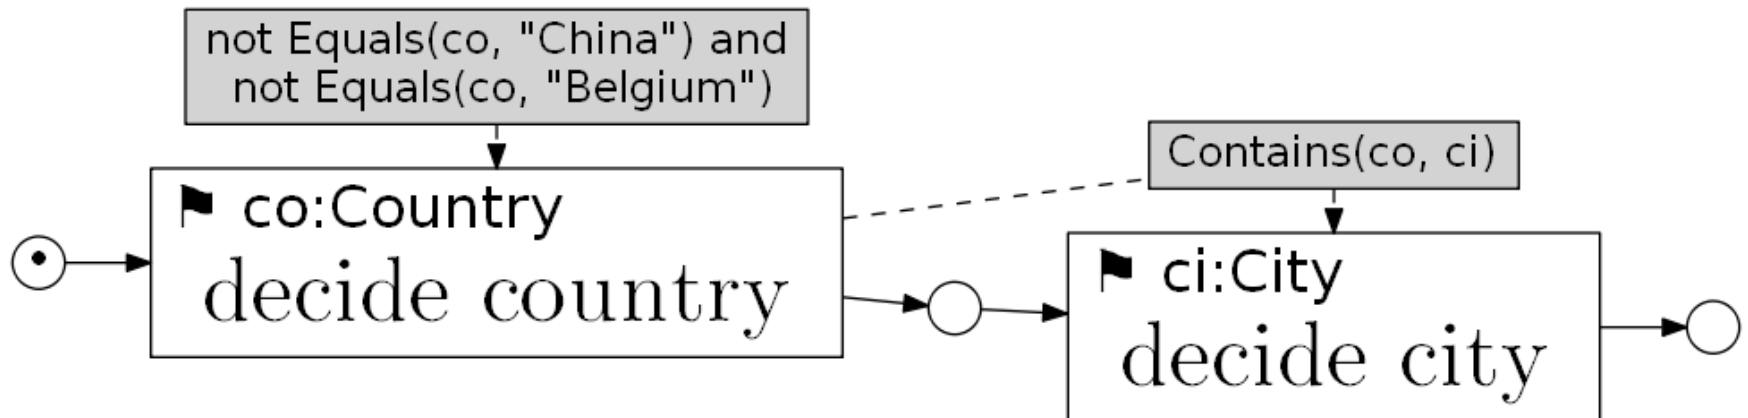 not Equals(co, "China") and
not Equals(co, "Belgium")
Contains(co, ci)
⚑ co:Country
decide country
⚑ ci:City
decide city